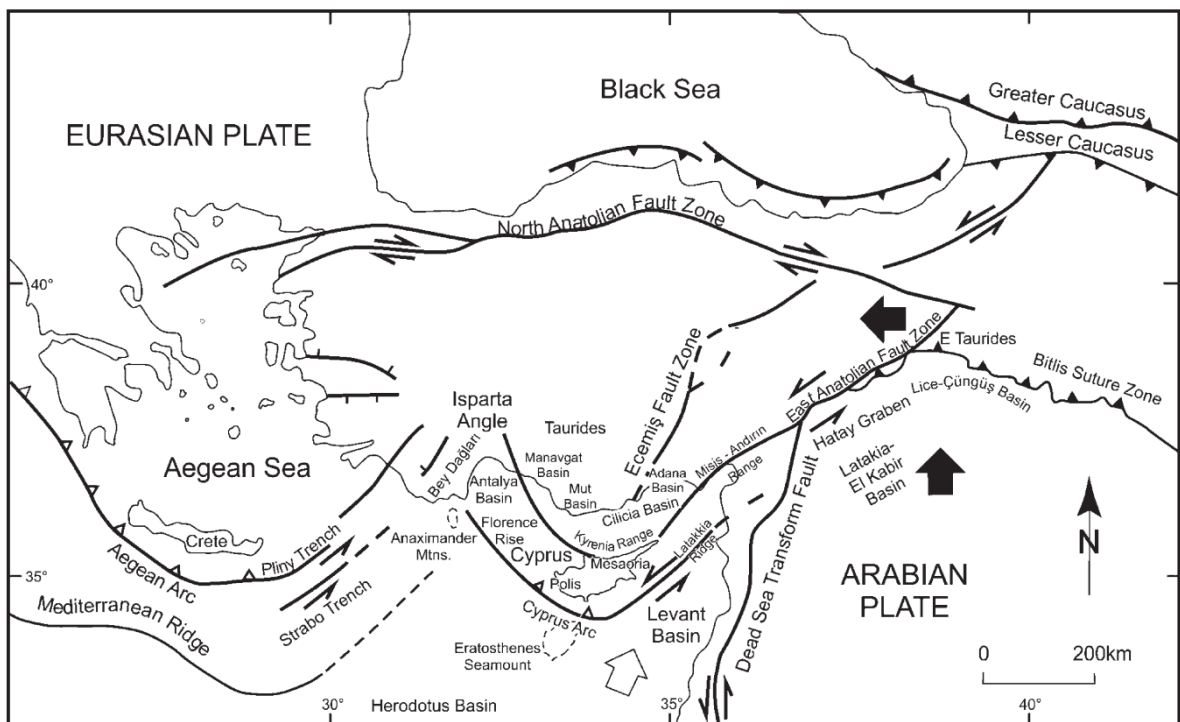 Black Sea
Greater Caucasus
Lesser Caucasus
EURASIAN PLATE
North Anatolian Fault Zone
40°
E Taurides
Bitlis Suture Zone
East Anatolian Fault Zone
Lice-Çüngüş Basin
Ecemiş Fault Zone
Isparta
Angle
Taurides
Hatay Graben
Aegean Sea
Bey Dağları
Manavgat
Basin
Misis - Andırın
Range
Latakia-
El Kabir
Basin
Antalya
Basin
Mut
Basin
Adana
Basin
Cilicia Basin
Florence
Rise
Crete
Pliny Trench
Anaximander
Mtns.
Kyrenia Range
Latakkia
Ridge
Cyprus
Mesaoria
N
35°
Aegean Arc
Polis
Dead Sea Transform Fault
ARABIAN
PLATE
Mediterranean Ridge
Strabo Trench
Cyprus Arc
Levant
Basin
Eratosthenes
Seamount
0 200km
Herodotus Basin
30° 35° 40°